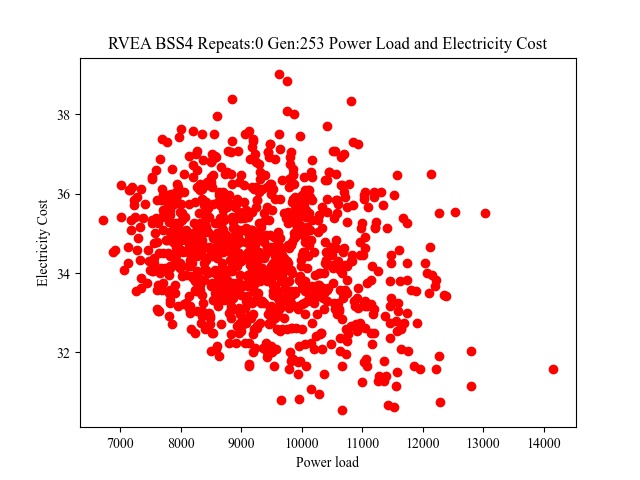 RVEA BSS4 Repeats:0 Gen:253 Power Load and Electricity Cost
38
36
34
32
Electricity Cost
7000 8000 9000 10000 11000 12000 13000 14000
Power load